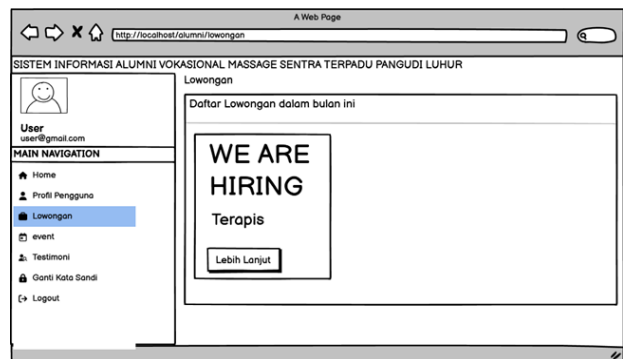 A Web Page
http://localhost/alumni/lowongan
SISTEM INFORMASI ALUMNI VOKASIONAL MASSAGE SENTRA TERPADU PANGUDI LUHUR
User
user@gmail.com
MAIN NAVIGATION
Home
Profil Pengguna
Lowongan
event
Testimoni
Ganti Kata Sandi
Logout
Lowongan
Daftar Lowongan dalam bulan ini
WE ARE
HIRING
Terapis
Lebih Lanjut